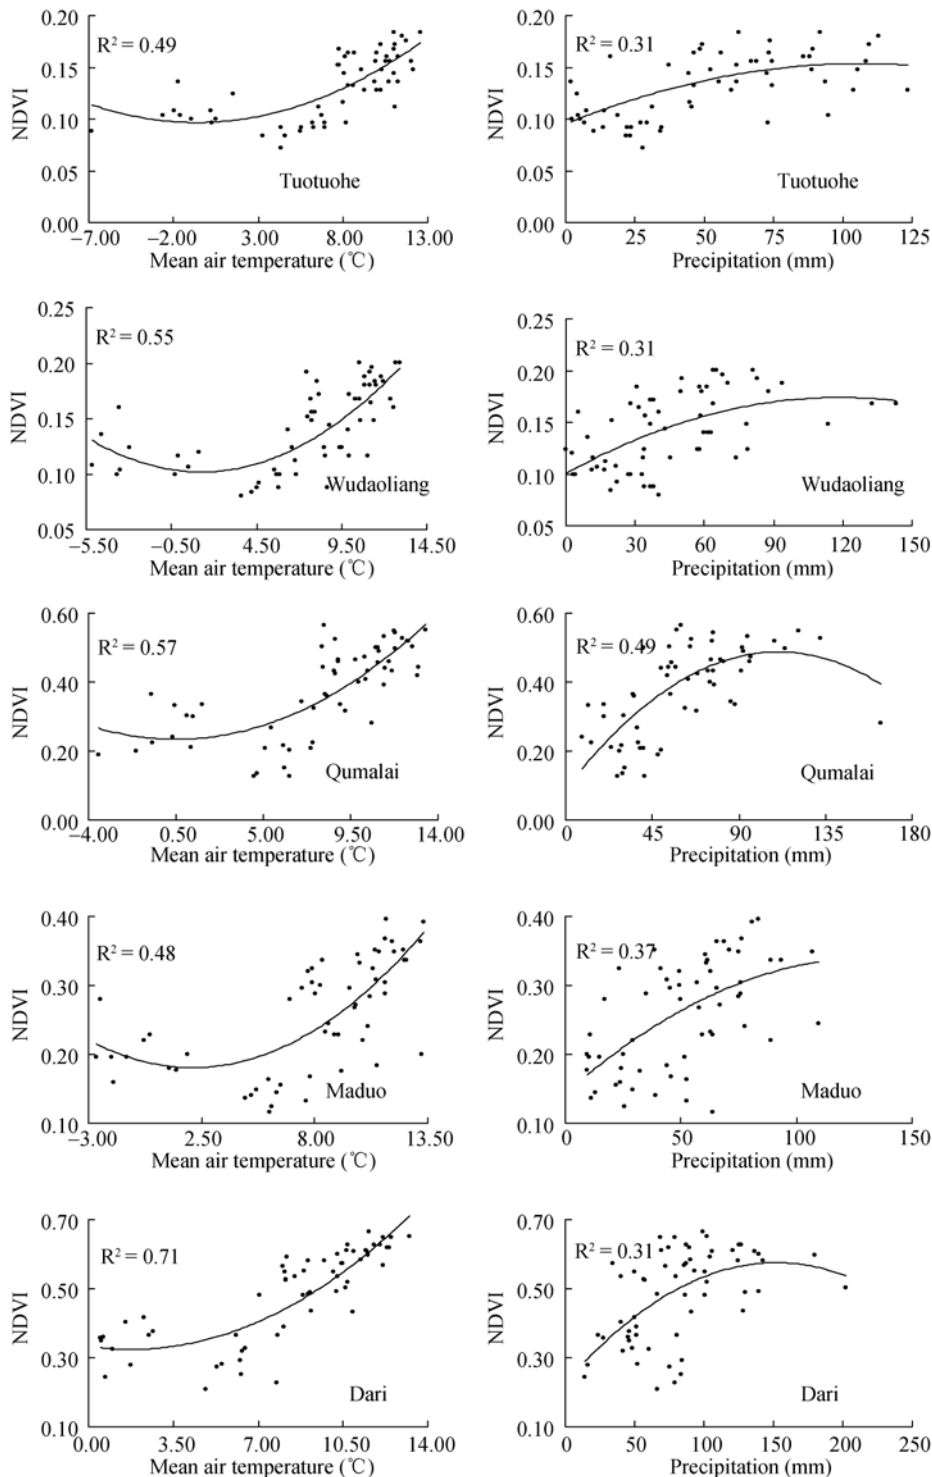 0.20
0.15
0.10
0.05
0.00
NDVI
R² = 0.49
Tuotuohe
−7.00 −2.00 3.00 8.00 13.00
Mean air temperature (℃)
0.20
0.15
0.10
0.05
0.00
NDVI
R² = 0.31
Tuotuohe
0 25 50 75 100 125
Precipitation (mm)
0.25
0.20
0.15
0.10
0.05
NDVI
R² = 0.55
Wudaoliang
−5.50 −0.50 4.50 9.50 14.50
Mean air temperature (℃)
0.25
0.20
0.15
0.10
0.05
NDVI
R² = 0.31
Wudaoliang
0 30 60 90 120 150
Precipitation (mm)
0.60
0.40
0.20
0.00
NDVI
R² = 0.57
Qumalai
−4.00 0.50 5.00 9.50 14.00
Mean air temperature (℃)
0.60
0.40
0.20
0.00
NDVI
R² = 0.49
Qumalai
0 45 90 135 180
Precipitation (mm)
0.40
0.30
0.20
0.10
NDVI
R² = 0.48
Maduo
−3.00 2.50 8.00 13.50
Mean air temperature (℃)
0.40
0.30
0.20
0.10
NDVI
R² = 0.37
Maduo
0 50 100 150
Precipitation (mm)
0.70
0.50
0.30
0.10
NDVI
R² = 0.71
Dari
0.00 3.50 7.00 10.50 14.00
Mean air temperature (℃)
0.70
0.50
0.30
0.10
NDVI
R² = 0.31
Dari
0 50 100 150 200 250
Precipitation (mm)